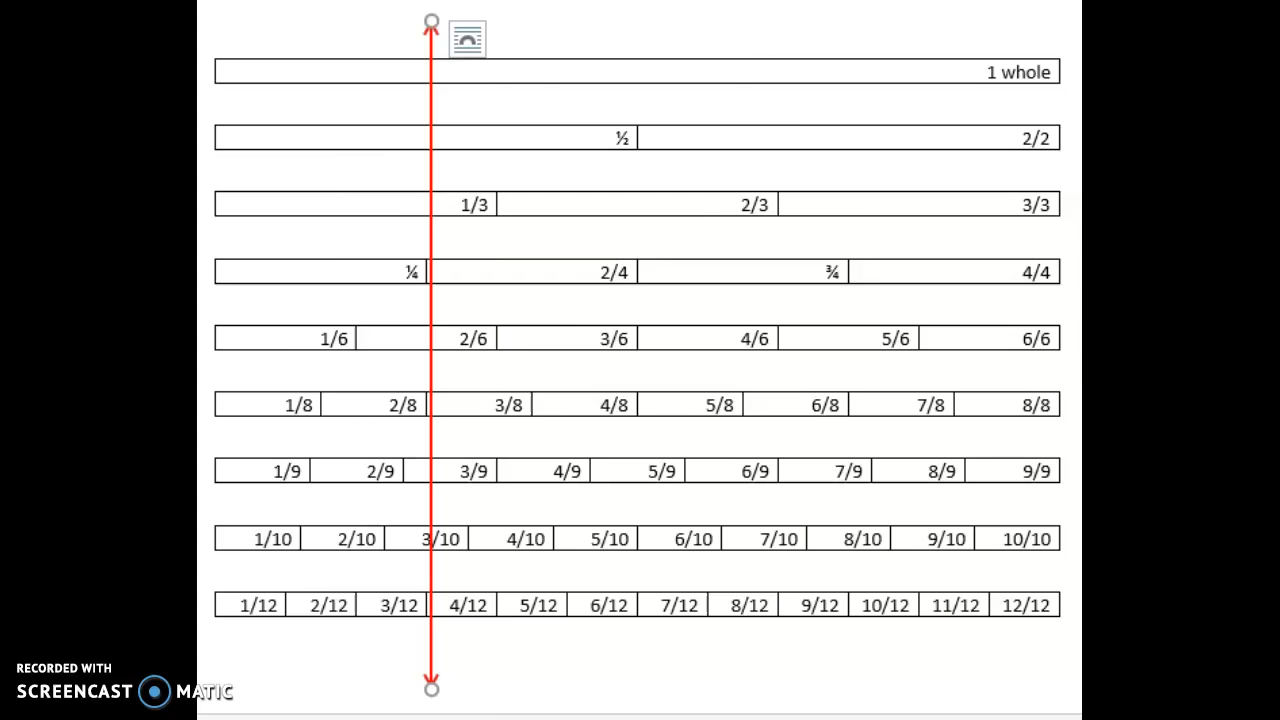 1 whole
½ 2/2
1/3 2/3 3/3
¼ 2/4 ¾ 4/4
1/6 2/6 3/6 4/6 5/6 6/6
1/8 2/8 3/8 4/8 5/8 6/8 7/8 8/8
1/9 2/9 3/9 4/9 5/9 6/9 7/9 8/9 9/9
1/10 2/10 3/10 4/10 5/10 6/10 7/10 8/10 9/10 10/10
1/12 2/12 3/12 4/12 5/12 6/12 7/12 8/12 9/12 10/12 11/12 12/12
RECORDED WITH
SCREENCAST MATIC